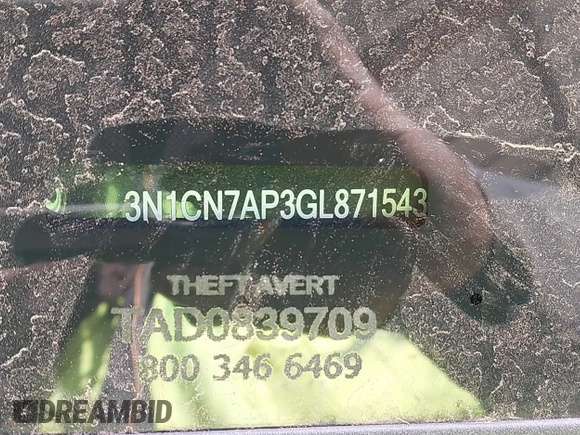 3N1CN7AP3GL871543
THEFT AVERT
TAD0839709
800 346 6469
DREAMBID